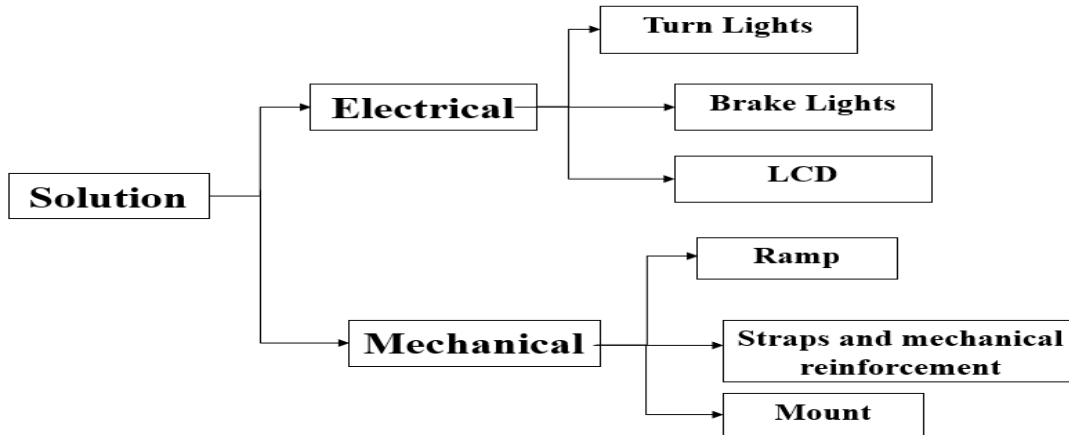 Turn Lights
Electrical
Brake Lights
LCD
Solution
Ramp
Mechanical
Straps and mechanical
reinforcement
Mount